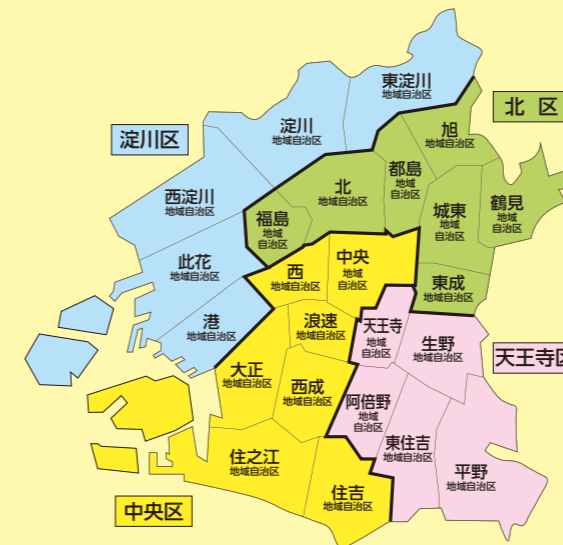 東淀川
地域自治区
淀川
地域自治区
淀川区
西淀川
地域自治区
此花
地域自治区
港
地域自治区
北区
旭
地域自治区
都島
地域
自治区
北
地域自治区
福島
地域
自治区
城東
地域
自治区
鶴見
地域
自治区
東成
地域自治区
西
地域自治区
中央
地域
自治区
浪速
地域自治区
大正
地域自治区
西成
地域自治区
住之江
地域自治区
住吉
地域自治区
中央区
天王寺
地域
自治区
生野
地域自治区
天王寺区
阿倍野
地域
自治区
東住吉
地域自治区
平野
地域自治区